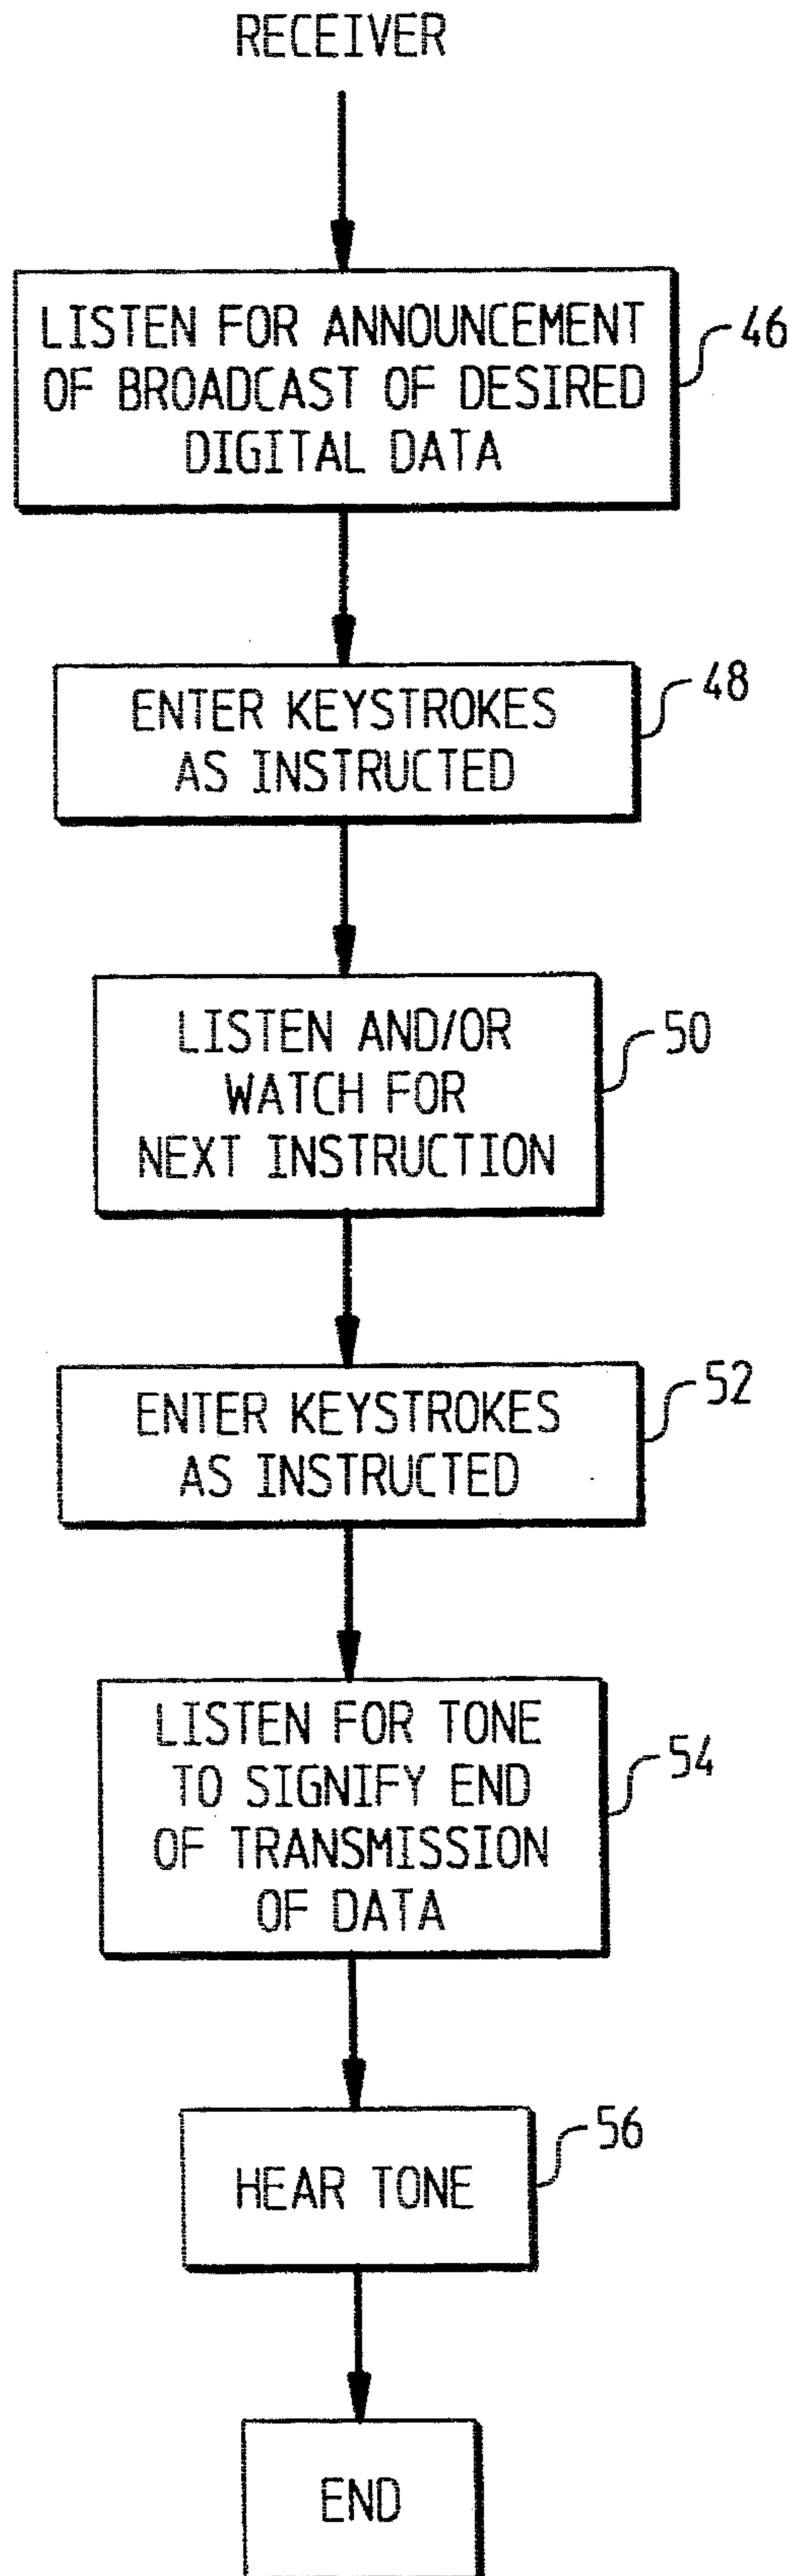 RECEIVER
LISTEN FOR ANNOUNCEMENT
OF BROADCAST OF DESIRED
DIGITAL DATA
46
ENTER KEYSTROKES
AS INSTRUCTED
48
LISTEN AND/OR
WATCH FOR
NEXT INSTRUCTION
50
ENTER KEYSTROKES
AS INSTRUCTED
52
LISTEN FOR TONE
TO SIGNIFY END
OF TRANSMISSION
OF DATA
54
HEAR TONE
56
END